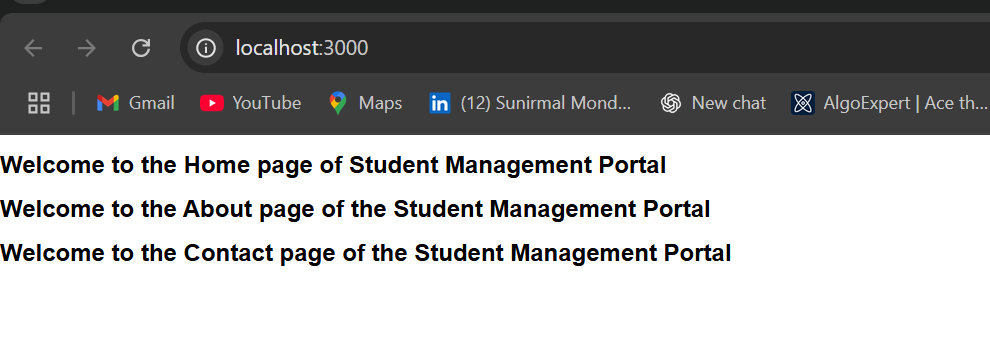 localhost:3000
Gmail YouTube Maps (12) Sunirmal Mond... New chat AlgoExpert | Ace th...
Welcome to the Home page of Student Management Portal
Welcome to the About page of the Student Management Portal
Welcome to the Contact page of the Student Management Portal